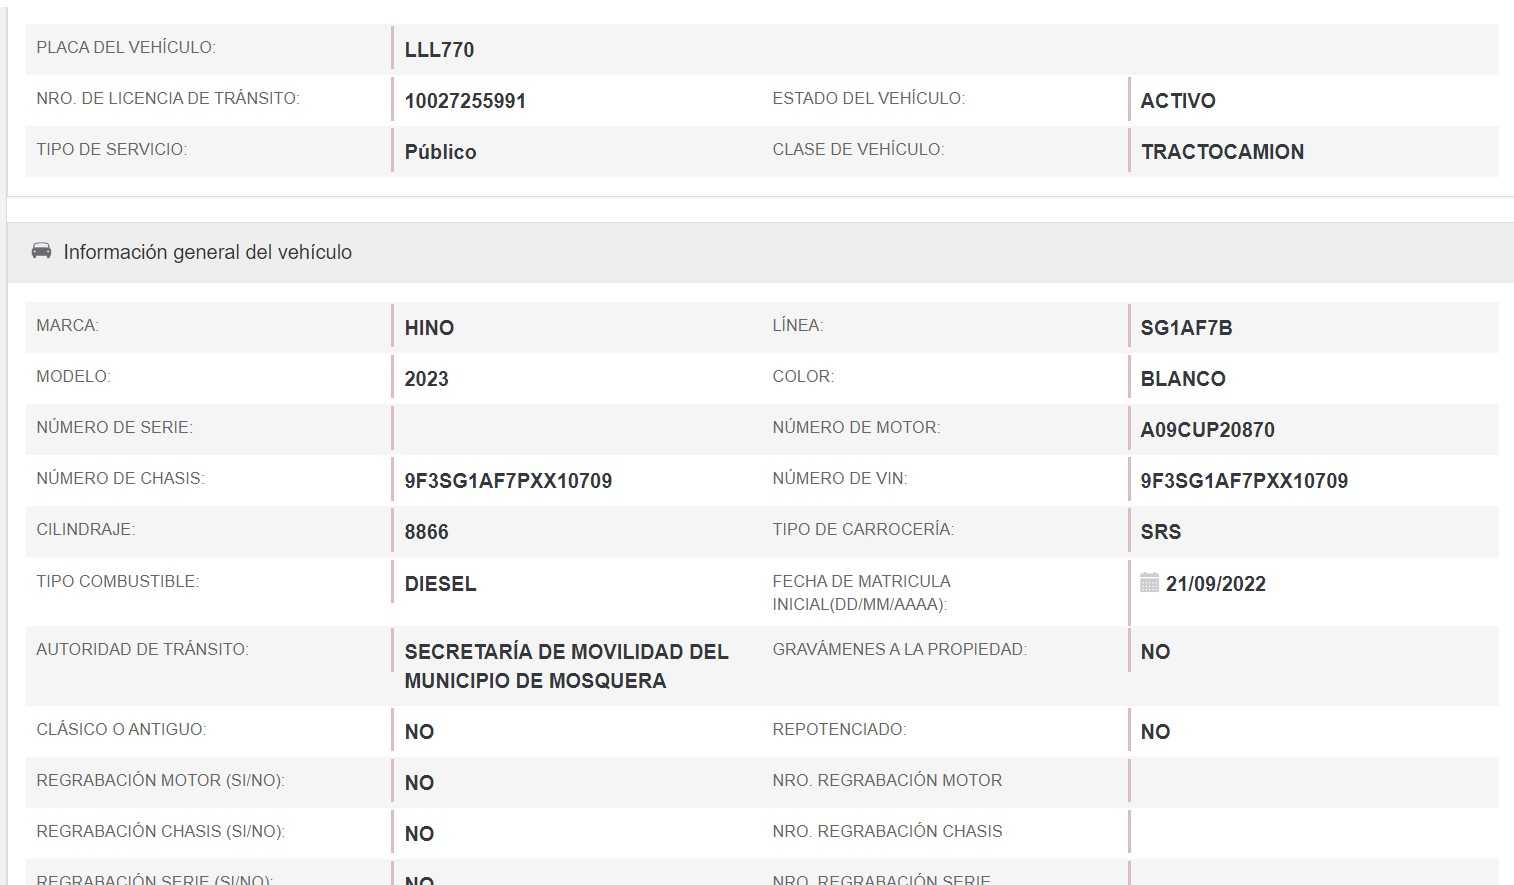 PLACA DEL VEHÍCULO: LLL770
NRO. DE LICENCIA DE TRÁNSITO: 10027255991 ESTADO DEL VEHÍCULO: ACTIVO
TIPO DE SERVICIO: Público CLASE DE VEHÍCULO: TRACTOCAMION
Información general del vehículo
MARCA: HINO LÍNEA: SG1AF7B
MODELO: 2023 COLOR: BLANCO
NÚMERO DE SERIE: NÚMERO DE MOTOR: A09CUP20870
NÚMERO DE CHASIS: 9F3SG1AF7PXX10709 NÚMERO DE VIN: 9F3SG1AF7PXX10709
CILINDRAJE: 8866 TIPO DE CARROCERÍA: SRS
TIPO COMBUSTIBLE: DIESEL FECHA DE MATRICULA
INICIAL(DD/MM/AAAA): 21/09/2022
AUTORIDAD DE TRÁNSITO: SECRETARÍA DE MOVILIDAD DEL
MUNICIPIO DE MOSQUERA GRAVÁMENES A LA PROPIEDAD: NO
CLÁSICO O ANTIGUO: NO REPOTENCIADO: NO
REGRABACIÓN MOTOR (SI/NO): NO NRO. REGRABACIÓN MOTOR
REGRABACIÓN CHASIS (SI/NO): NO NRO. REGRABACIÓN CHASIS
REGRABACIÓN SERIE (SI/NO): NO NRO. REGRABACIÓN SERIE